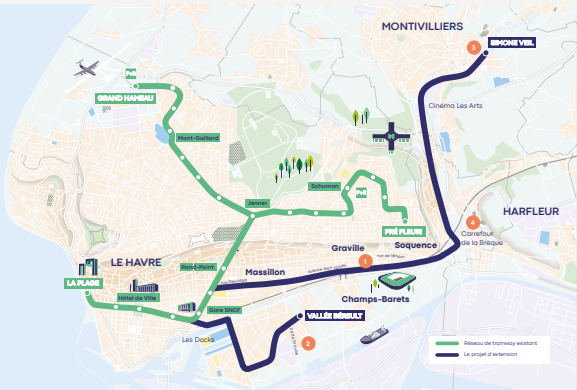 MONTIVILLIERS
3
SIMONE VEIL
P+R
GRAND HAMEAU
Cinéma Les Arts
Mont-Gaillard
Schuman
P+R
Jenner
HARFLEUR
4
PRÉ FLEURI
Carrefour
de la Brèque
Soquence
Graville
1
LE HAVRE
Rond-Point
Massillon
LA PLAGE
Hôtel de Ville
Champs-Barets
Gare SNCF
VALLÉE BÉREULT
Les Docks
2
Réseau de tramway existant
Le projet d'extension